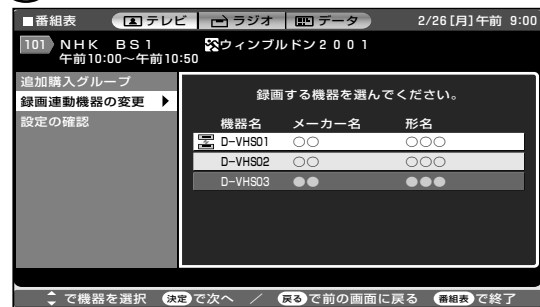 ■番組表 テレビ ラジオ データ 2/26[月]午前 9:00
101 NHK BS1 ウィンブルドン2001
午前10:00〜午前10:50
追加購入グループ
録画連動機器の変更 ▶
設定の確認
録画する機器を選んでください。
機器名 メーカー名 形名
D-VHS01 ○○ ○○○
D-VHS02 ○○ ○○○
D-VHS03 ●● ●●●
で機器を選択 決定で次へ / 戻るで前の画面に戻る 番組表で終了